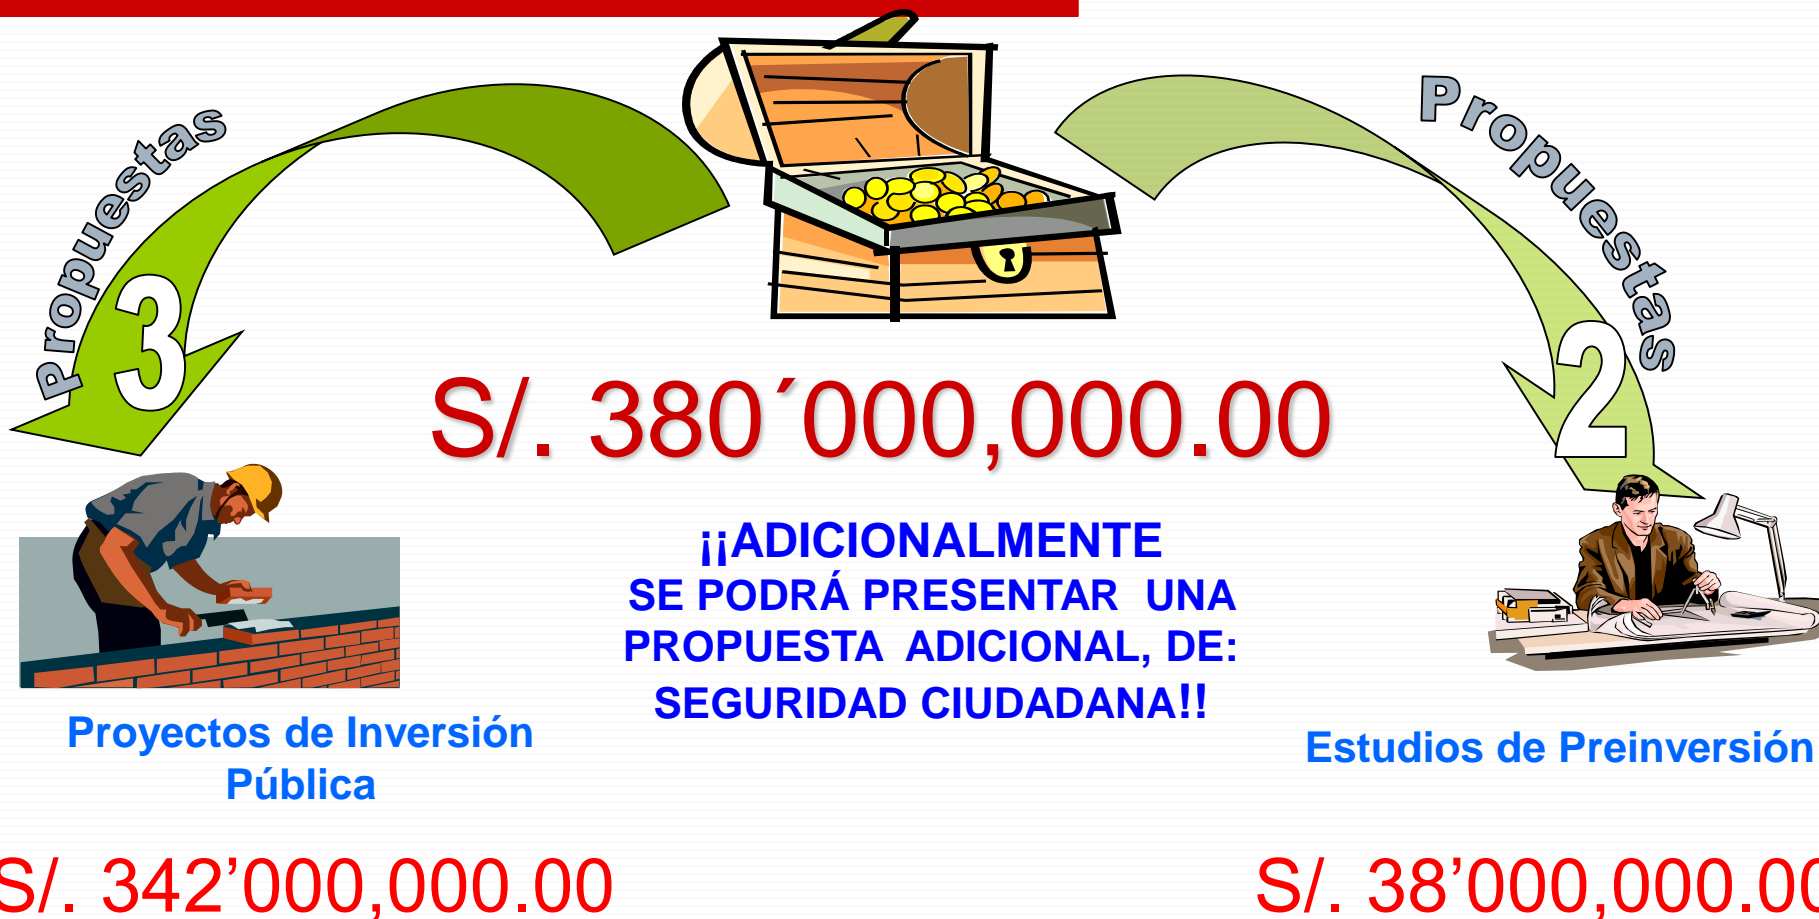 Propuestas
3
Propuestas
2
S/. 380´000,000.00
¡¡ADICIONALMENTE
SE PODRÁ PRESENTAR UNA
PROPUESTA ADICIONAL, DE:
SEGURIDAD CIUDADANA!!
Proyectos de Inversión
Pública
Estudios de Preinversión
S/. 342’000,000.00
S/. 38’000,000.00